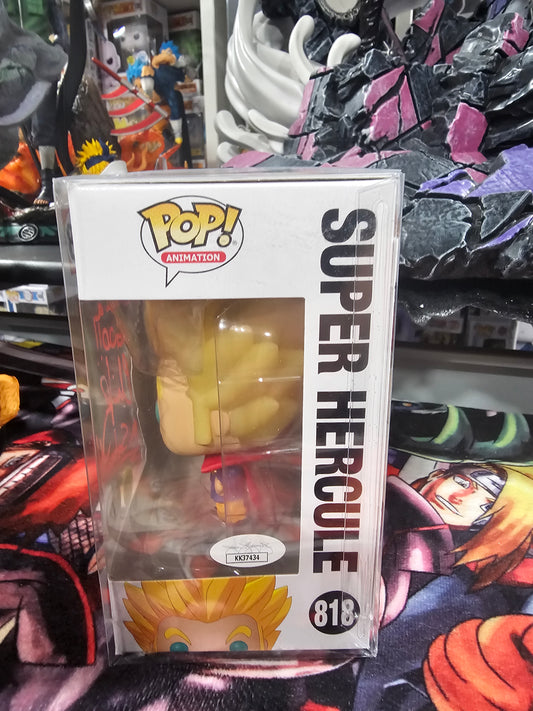 POP!
ANIMATION
SUPER HERCULE
818
KK37434